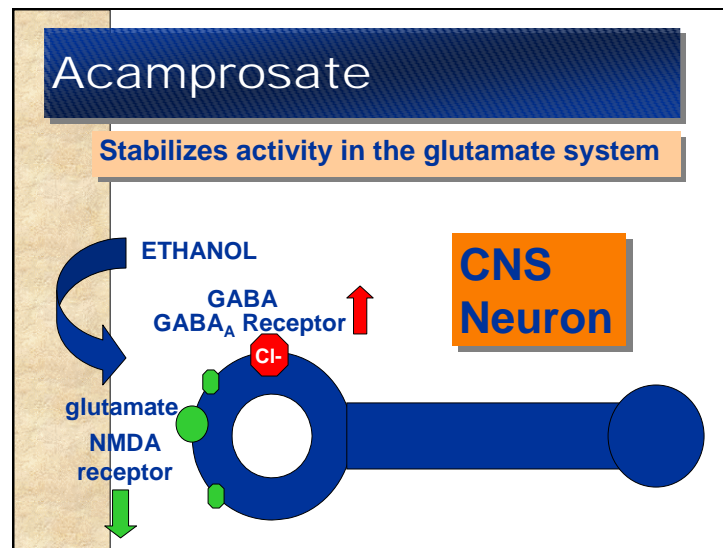 Acamprosate
Stabilizes activity in the glutamate system
ETHANOL
CNS
Neuron
GABA
GABAA Receptor
Cl-
glutamate
NMDA
receptor